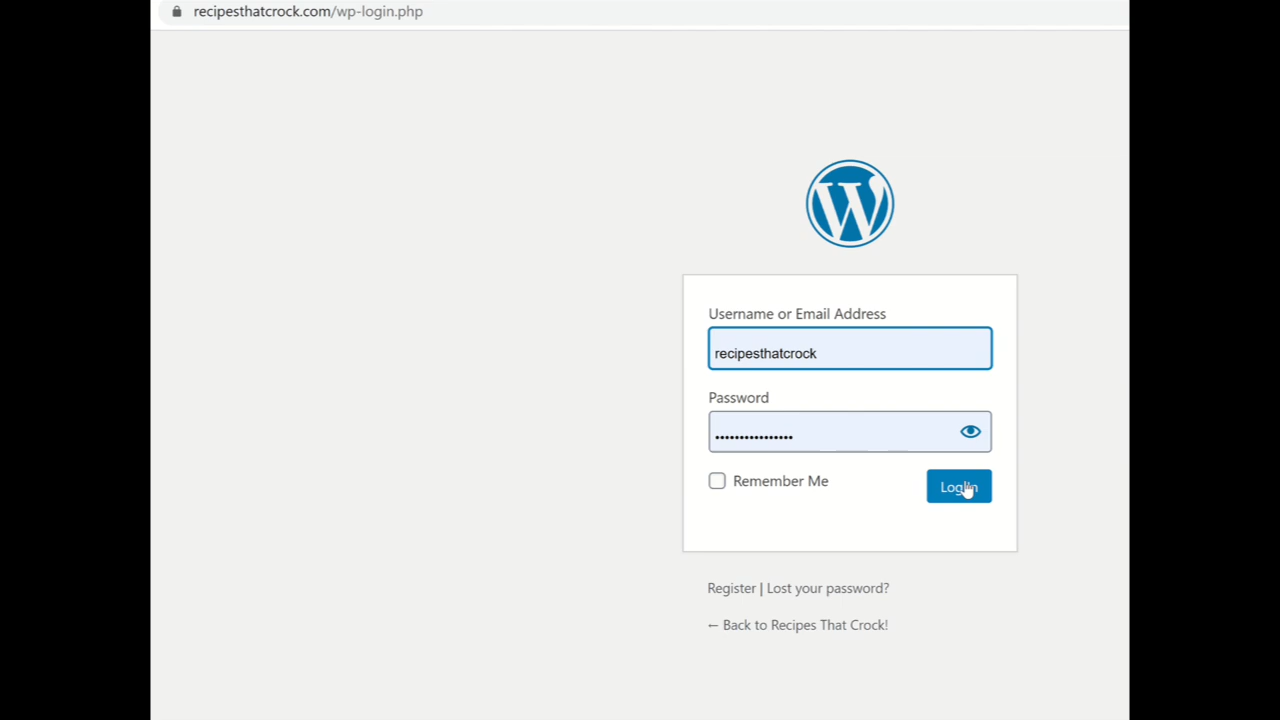 recipesthatcrock.com/wp-login.php
Username or Email Address
recipesthatcrock
Password
••••••••••••••••
Remember Me
Log In
Register | Lost your password?
← Back to Recipes That Crock!